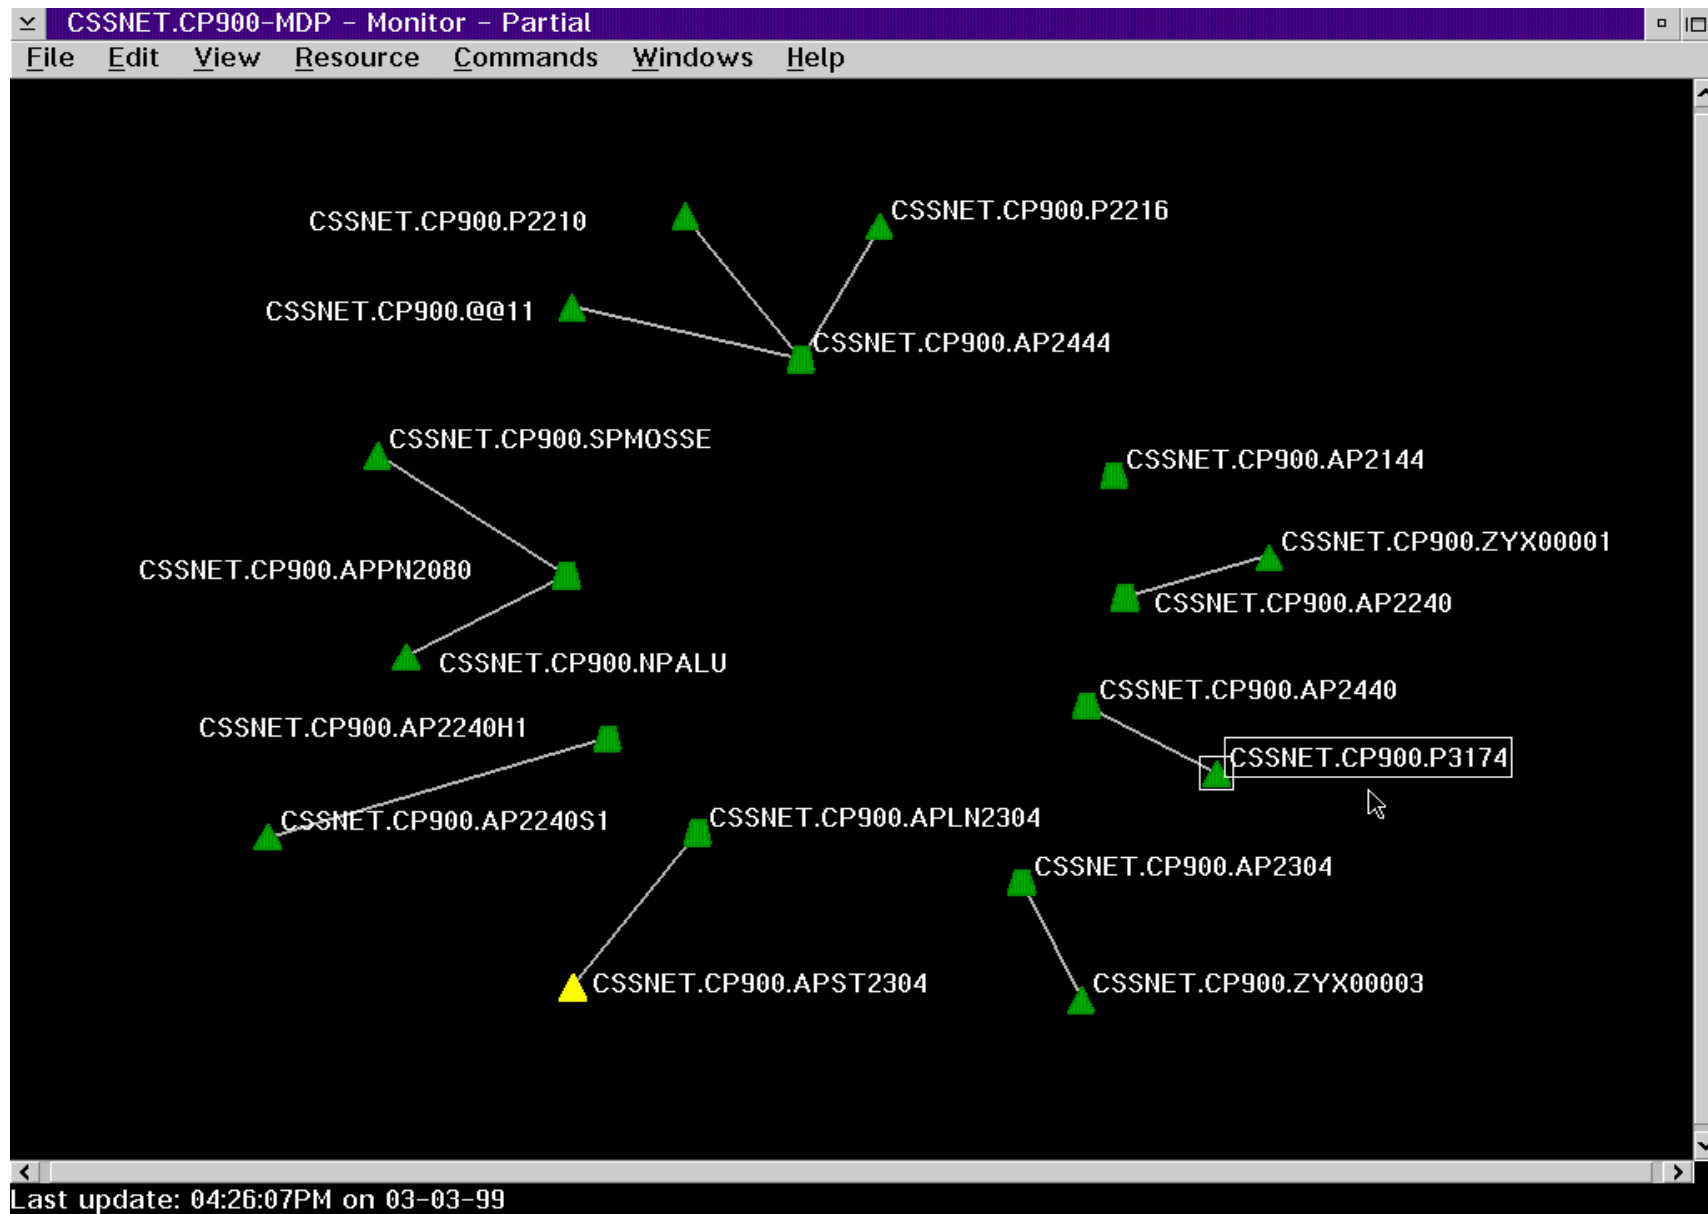 CSSNET.CP900-MDP - Monitor - Partial
File Edit View Resource Commands Windows Help
CSSNET.CP900.P2216
CSSNET.CP900.P2210
CSSNET.CP900.@@11
CSSNET.CP900.AP2444
CSSNET.CP900.SPMOSSE
CSSNET.CP900.AP2144
CSSNET.CP900.ZYX00001
CSSNET.CP900.APPN2080
CSSNET.CP900.AP2240
CSSNET.CP900.NPALU
CSSNET.CP900.AP2440
CSSNET.CP900.AP2240H1
CSSNET.CP900.P3174
CSSNET.CP900.AP2240S1
CSSNET.CP900.APLN2304
CSSNET.CP900.AP2304
CSSNET.CP900.APST2304
CSSNET.CP900.ZYX00003
Last update: 04:26:07PM on 03-03-99